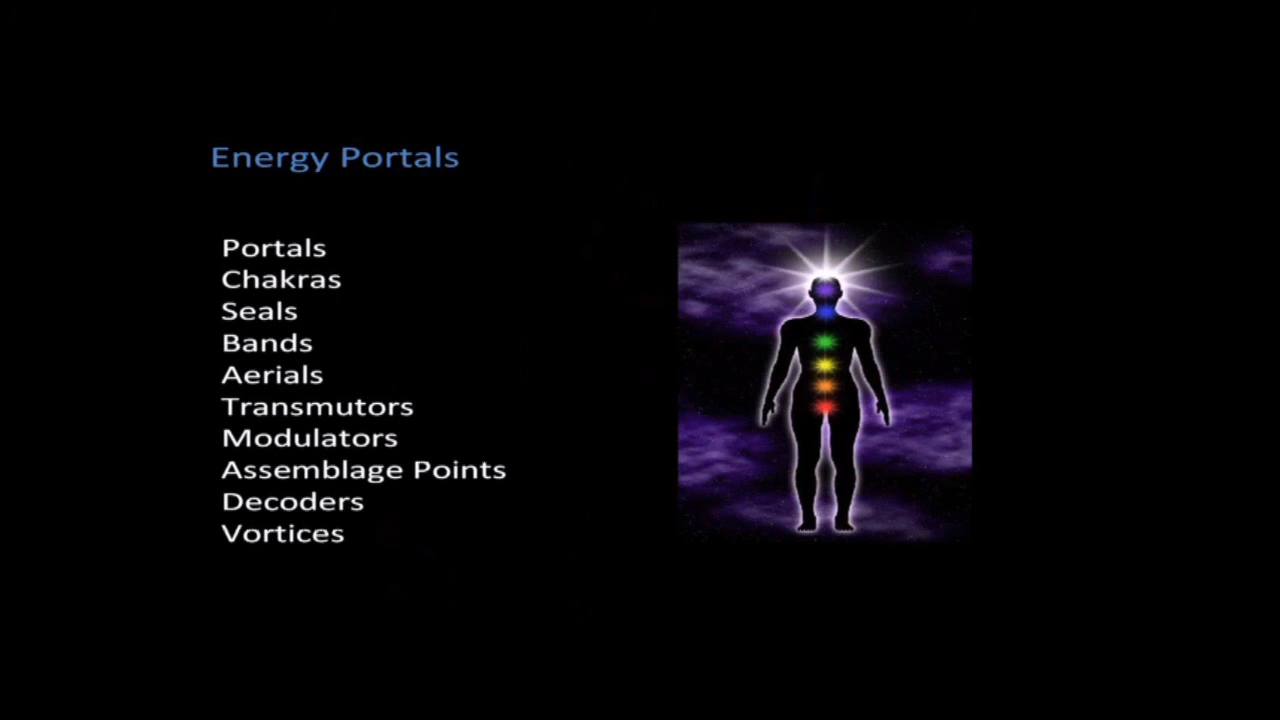 Energy Portals
Portals
Chakras
Seals
Bands
Aerials
Transmutors
Modulators
Assemblage Points
Decoders
Vortices